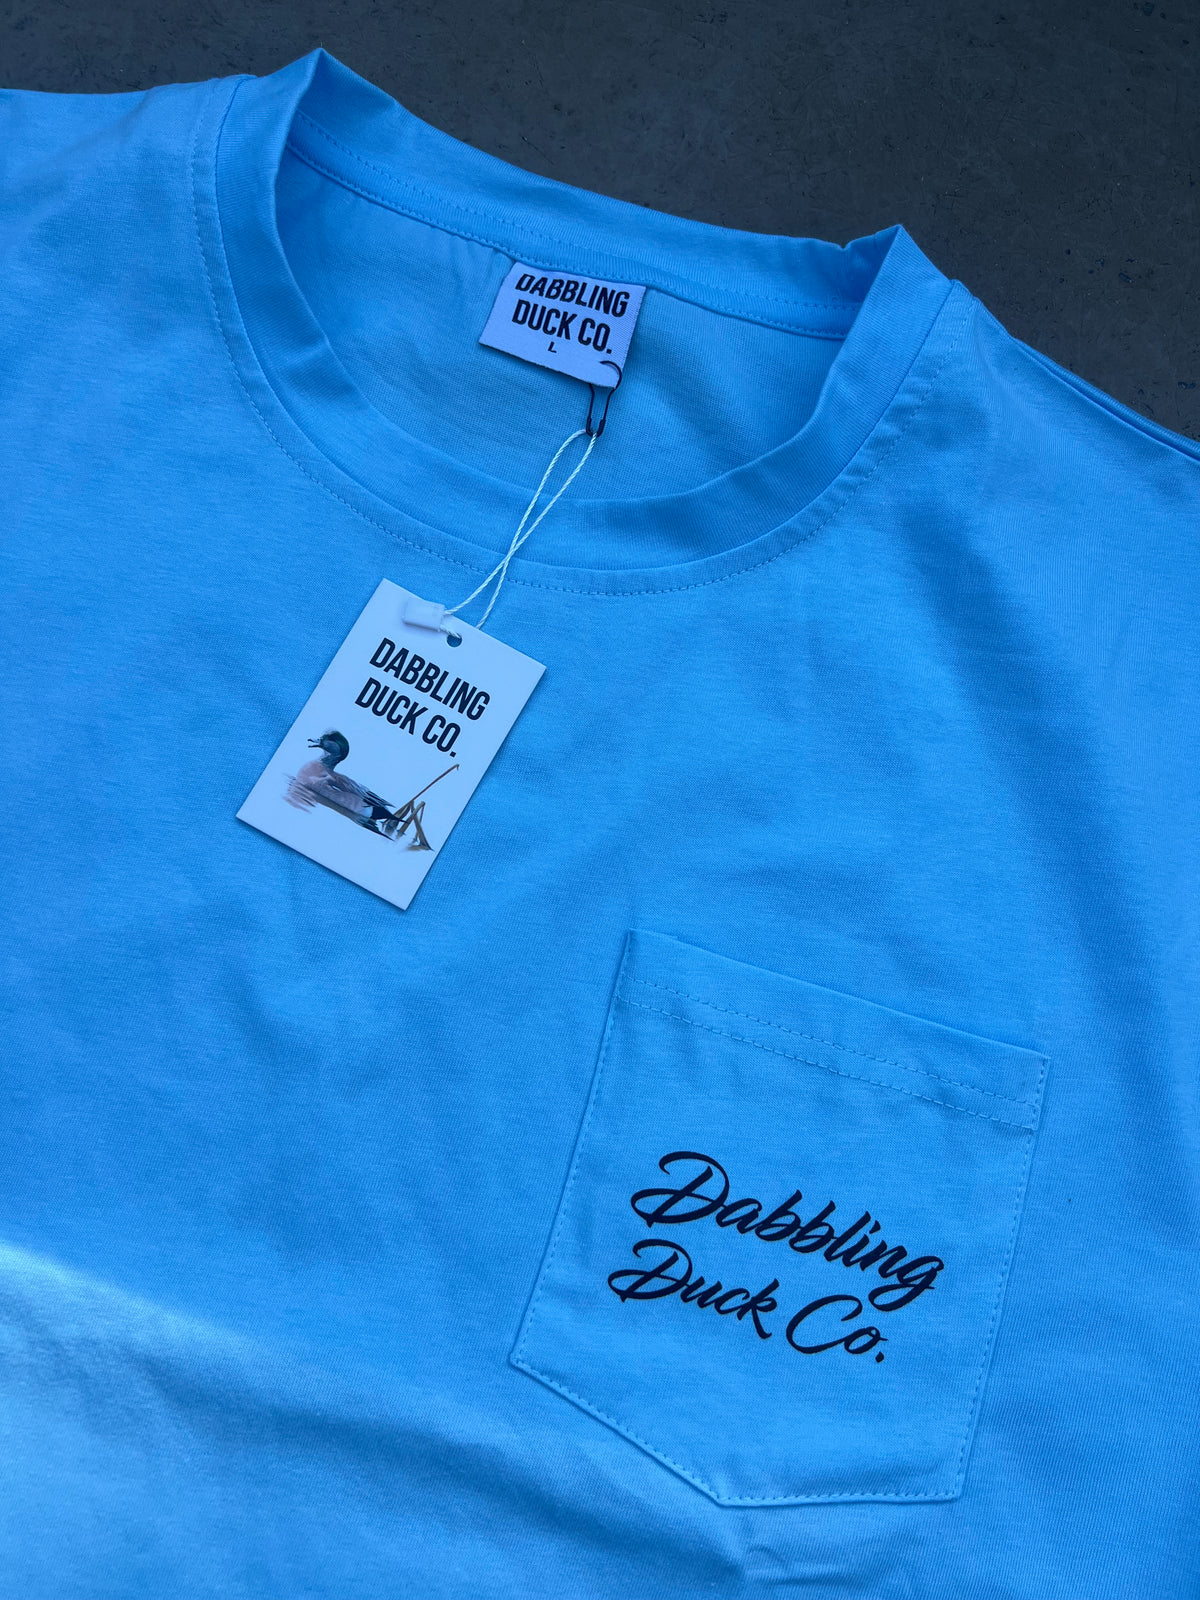 DABBLING
DUCK CO.
L
DABBLING
DUCK CO.
Dabbling
Duck Co.